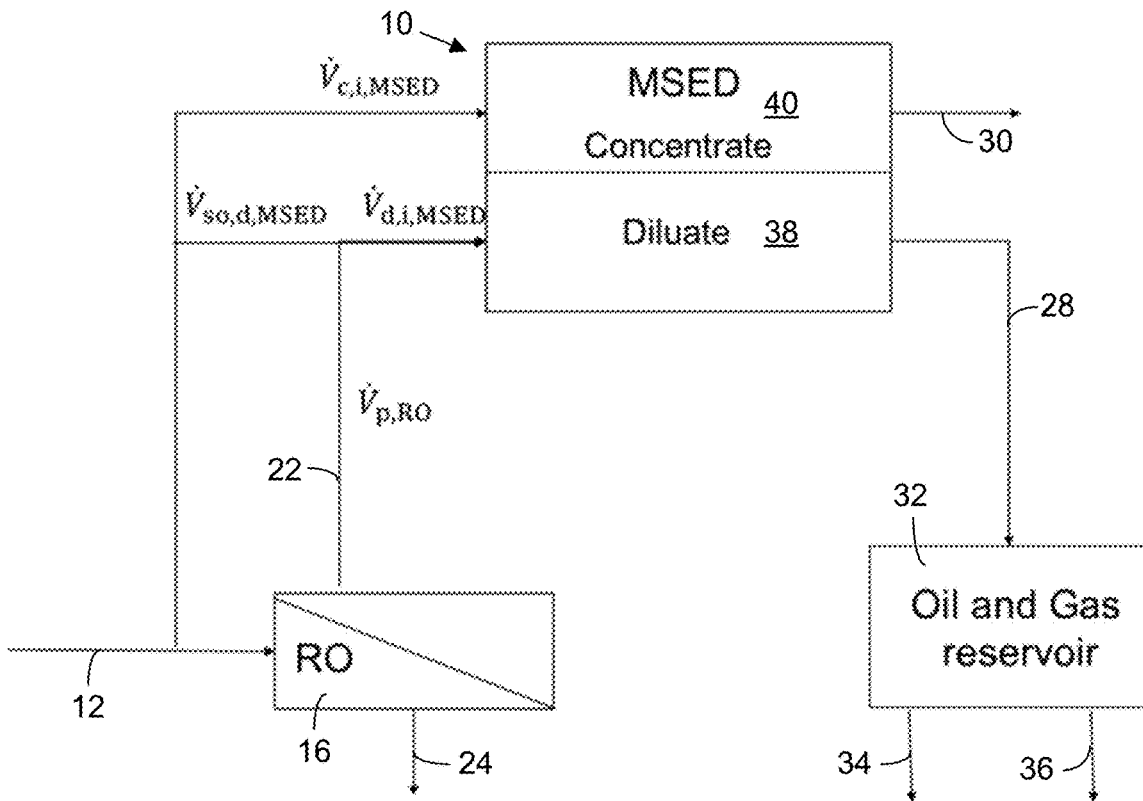 10
MSED
40
Concentrate
V̇c,i,MSED
30
V̇so,d,MSED
V̇d,i,MSED
Diluate
38
28
V̇p,RO
22
32
Oil and Gas
reservoir
RO
12
16
24
34
36